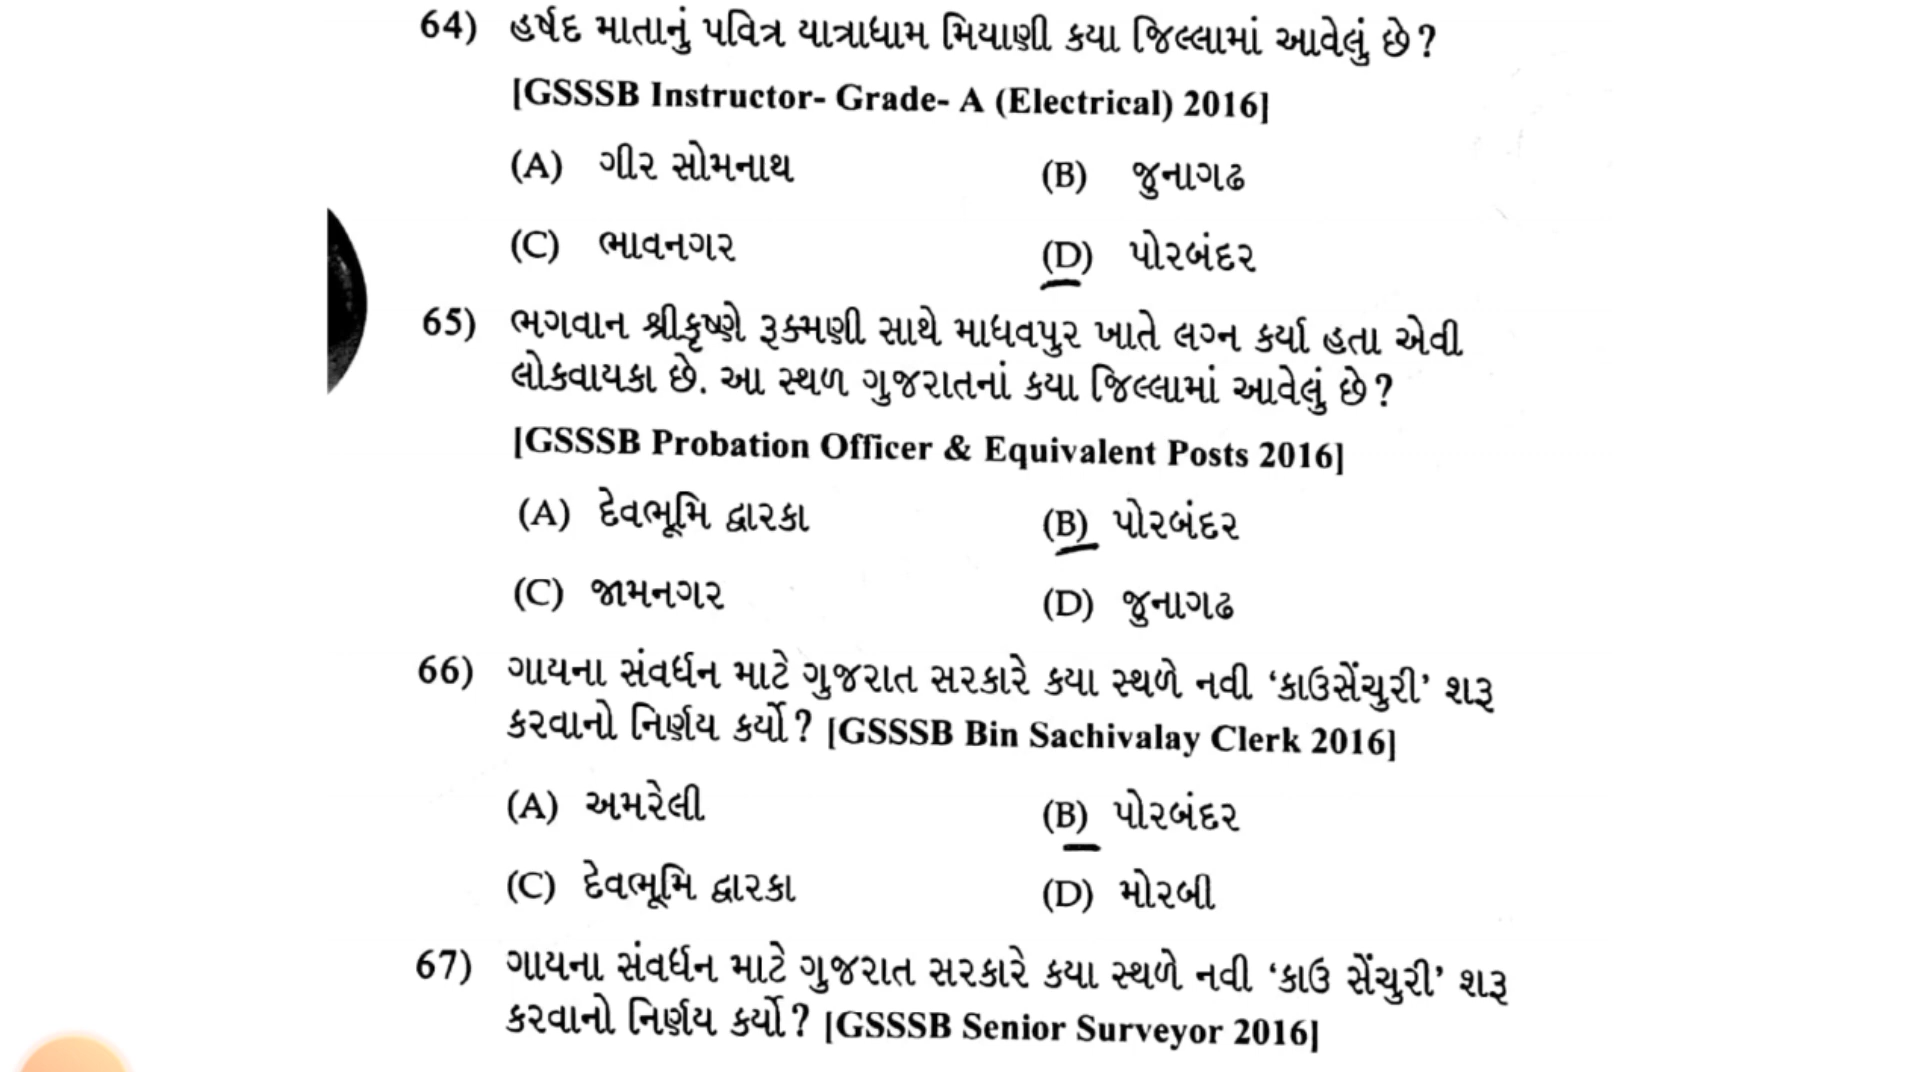 64) હર્ષદ માતાનું પવિત્ર યાત્રાધામ મિયાણી કયા જિલ્લામાં આવેલું છે?
[GSSSB Instructor- Grade- A (Electrical) 2016]
(A) ગીર સોમનાથ (B) જુનાગઢ
(C) ભાવનગર (D) પોરબંદર
65) ભગવાન શ્રીકૃષ્ણે રૂક્મણી સાથે માધવપુર ખાતે લગ્ન કર્યા હતા એવી
લોકવાયકા છે. આ સ્થળ ગુજરાતનાં કયા જિલ્લામાં આવેલું છે?
[GSSSB Probation Officer & Equivalent Posts 2016]
(A) દેવભૂમિ દ્વારકા (B) પોરબંદર
(C) જામનગર (D) જુનાગઢ
66) ગાયના સંવર્ધન માટે ગુજરાત સરકારે કયા સ્થળે નવી ‘કાઉસેંચુરી’ શરૂ
કરવાનો નિર્ણય કર્યો? [GSSSB Bin Sachivalay Clerk 2016]
(A) અમરેલી (B) પોરબંદર
(C) દેવભૂમિ દ્વારકા (D) મોરબી
67) ગાયના સંવર્ધન માટે ગુજરાત સરકારે કયા સ્થળે નવી ‘કાઉ સેંચુરી’ શરૂ
કરવાનો નિર્ણય કર્યો? [GSSSB Senior Surveyor 2016]